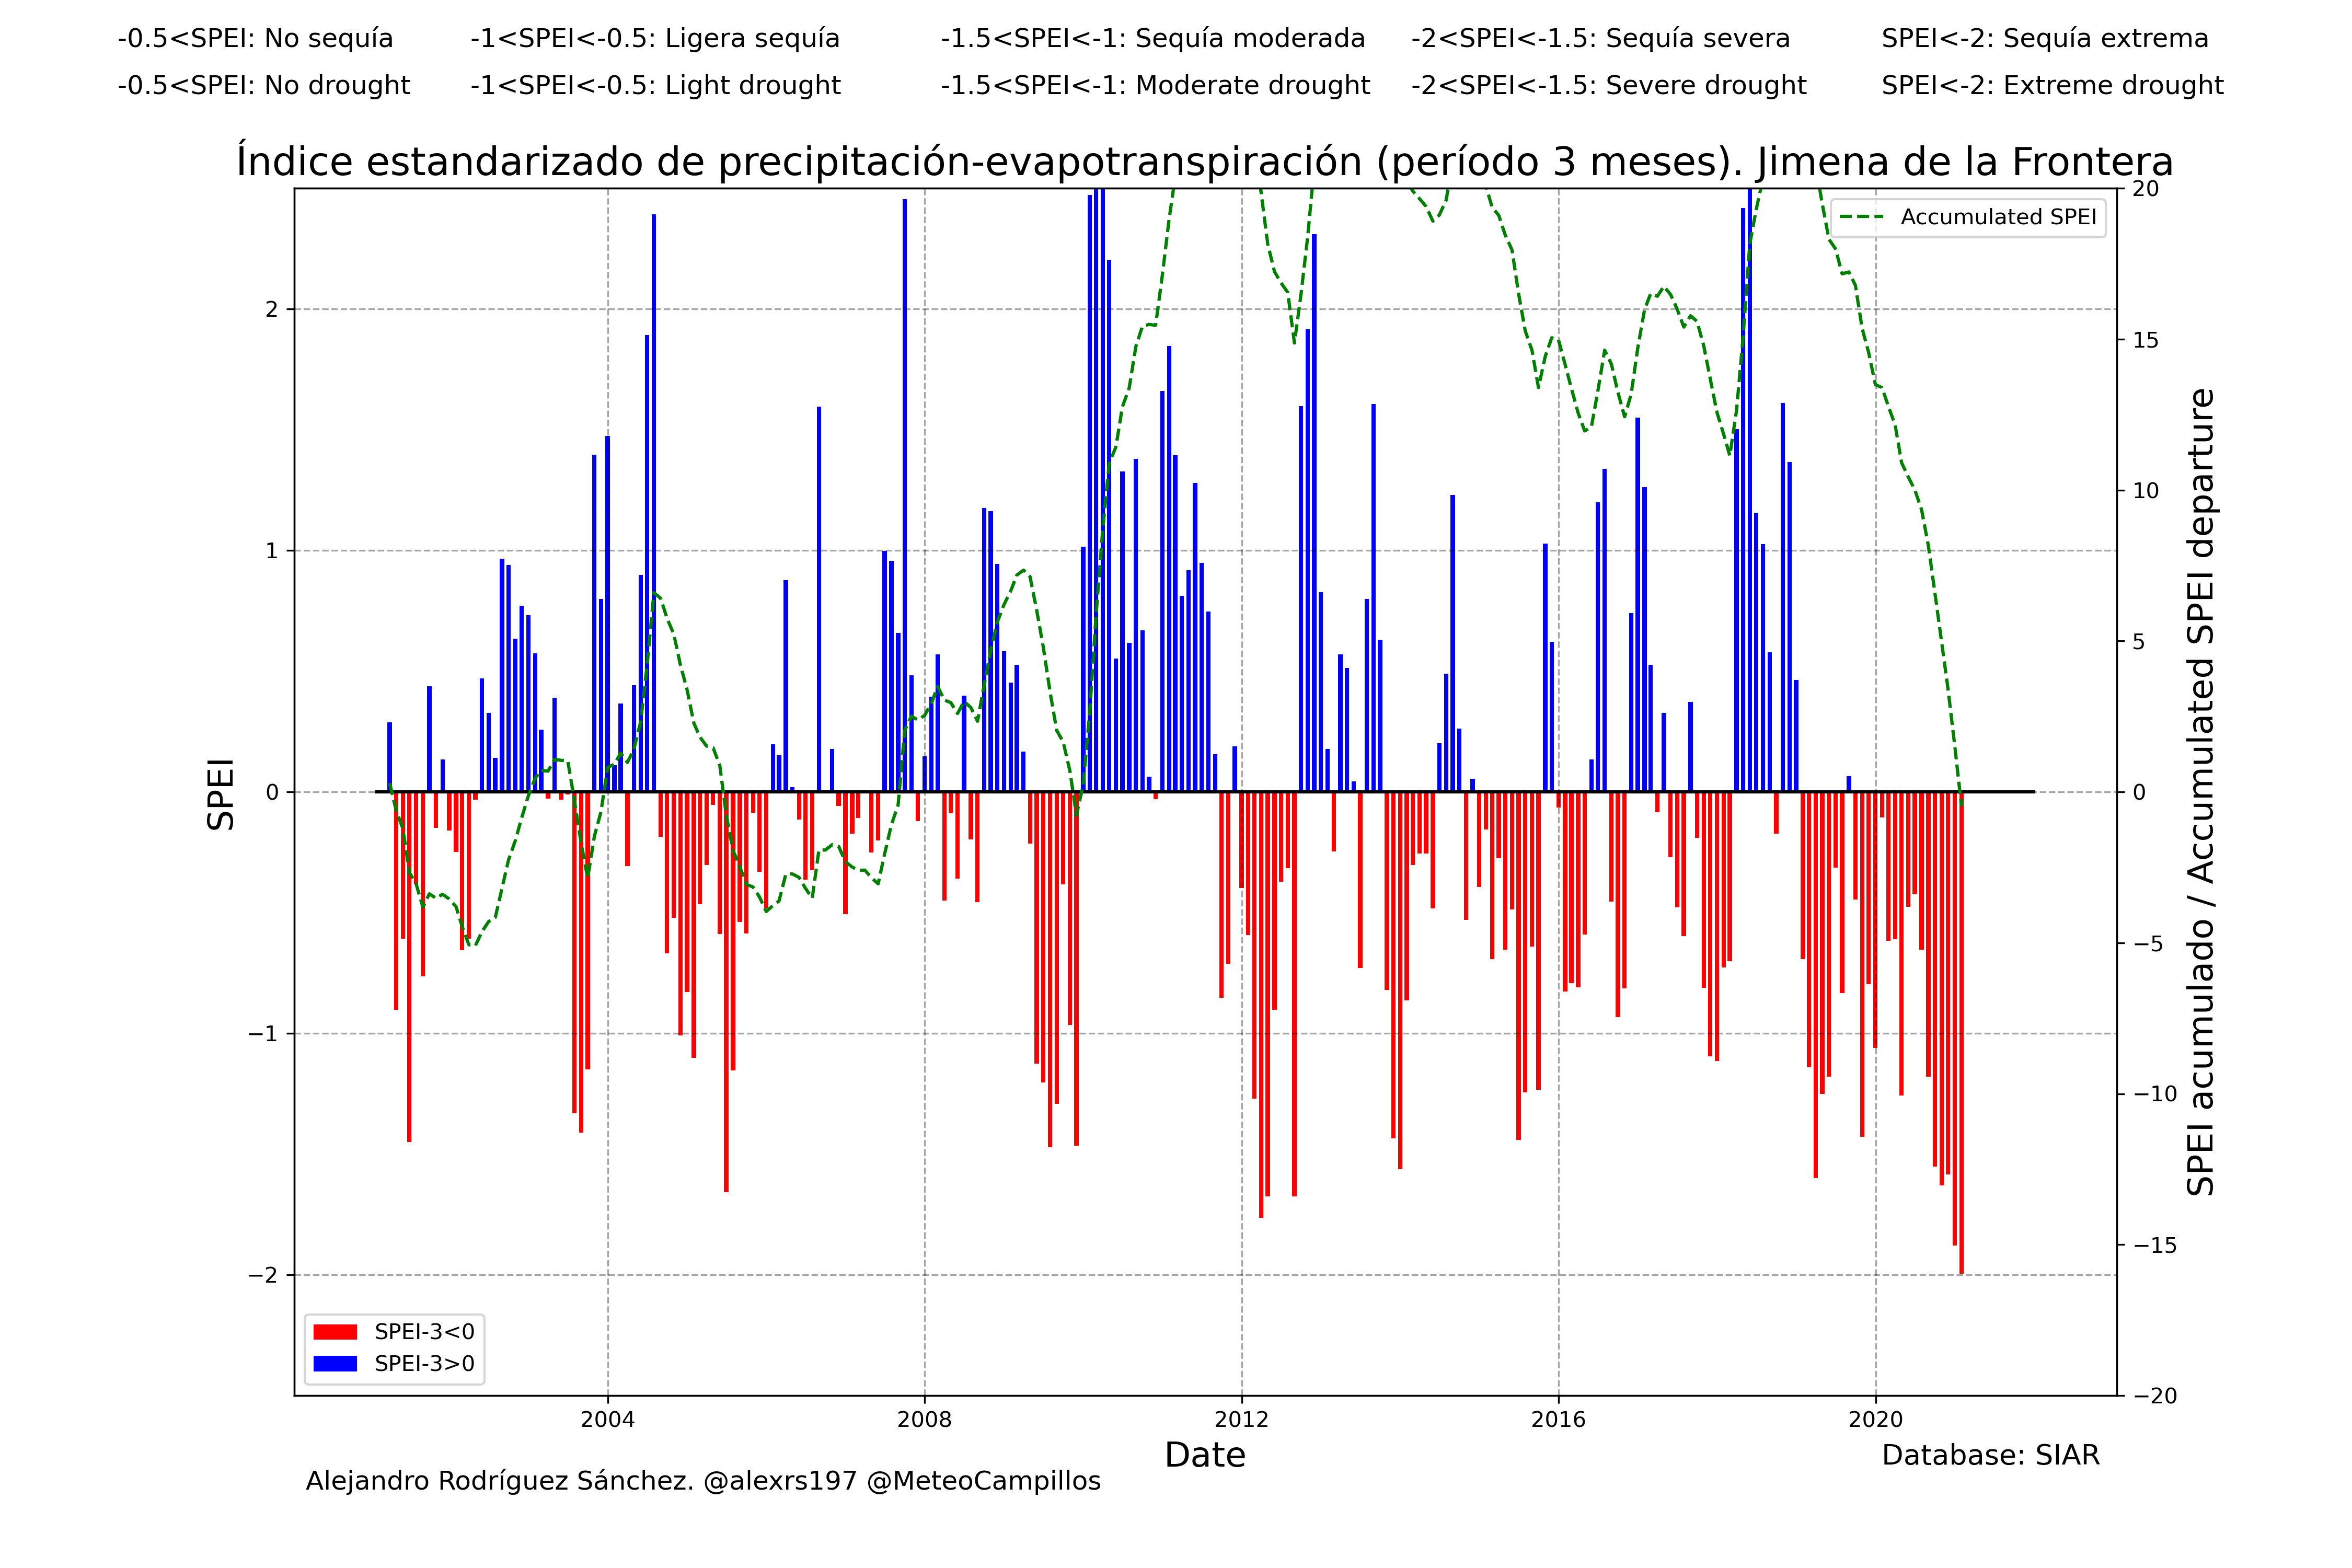 -0.5<SPEI: No sequía -1<SPEI<-0.5: Ligera sequía -1.5<SPEI<-1: Sequía moderada -2<SPEI<-1.5: Sequía severa SPEI<-2: Sequía extrema
-0.5<SPEI: No drought -1<SPEI<-0.5: Light drought -1.5<SPEI<-1: Moderate drought -2<SPEI<-1.5: Severe drought SPEI<-2: Extreme drought
Índice estandarizado de precipitación-evapotranspiración (período 3 meses). Jimena de la Frontera
Accumulated SPEI
SPEI
2
1
0
−1
−2
20
15
10
5
0
−5
−10
−15
−20
SPEI acumulado / Accumulated SPEI departure
SPEI-3<0
SPEI-3>0
2004 2008 2012 2016 2020
Date
Database: SIAR
Alejandro Rodríguez Sánchez. @alexrs197 @MeteoCampillos